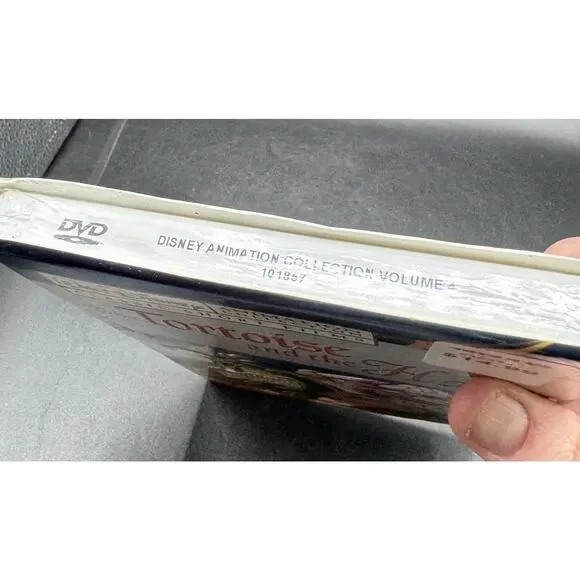 DVD
DISNEY ANIMATION COLLECTION VOLUME 4
101857
Tortoise
and the